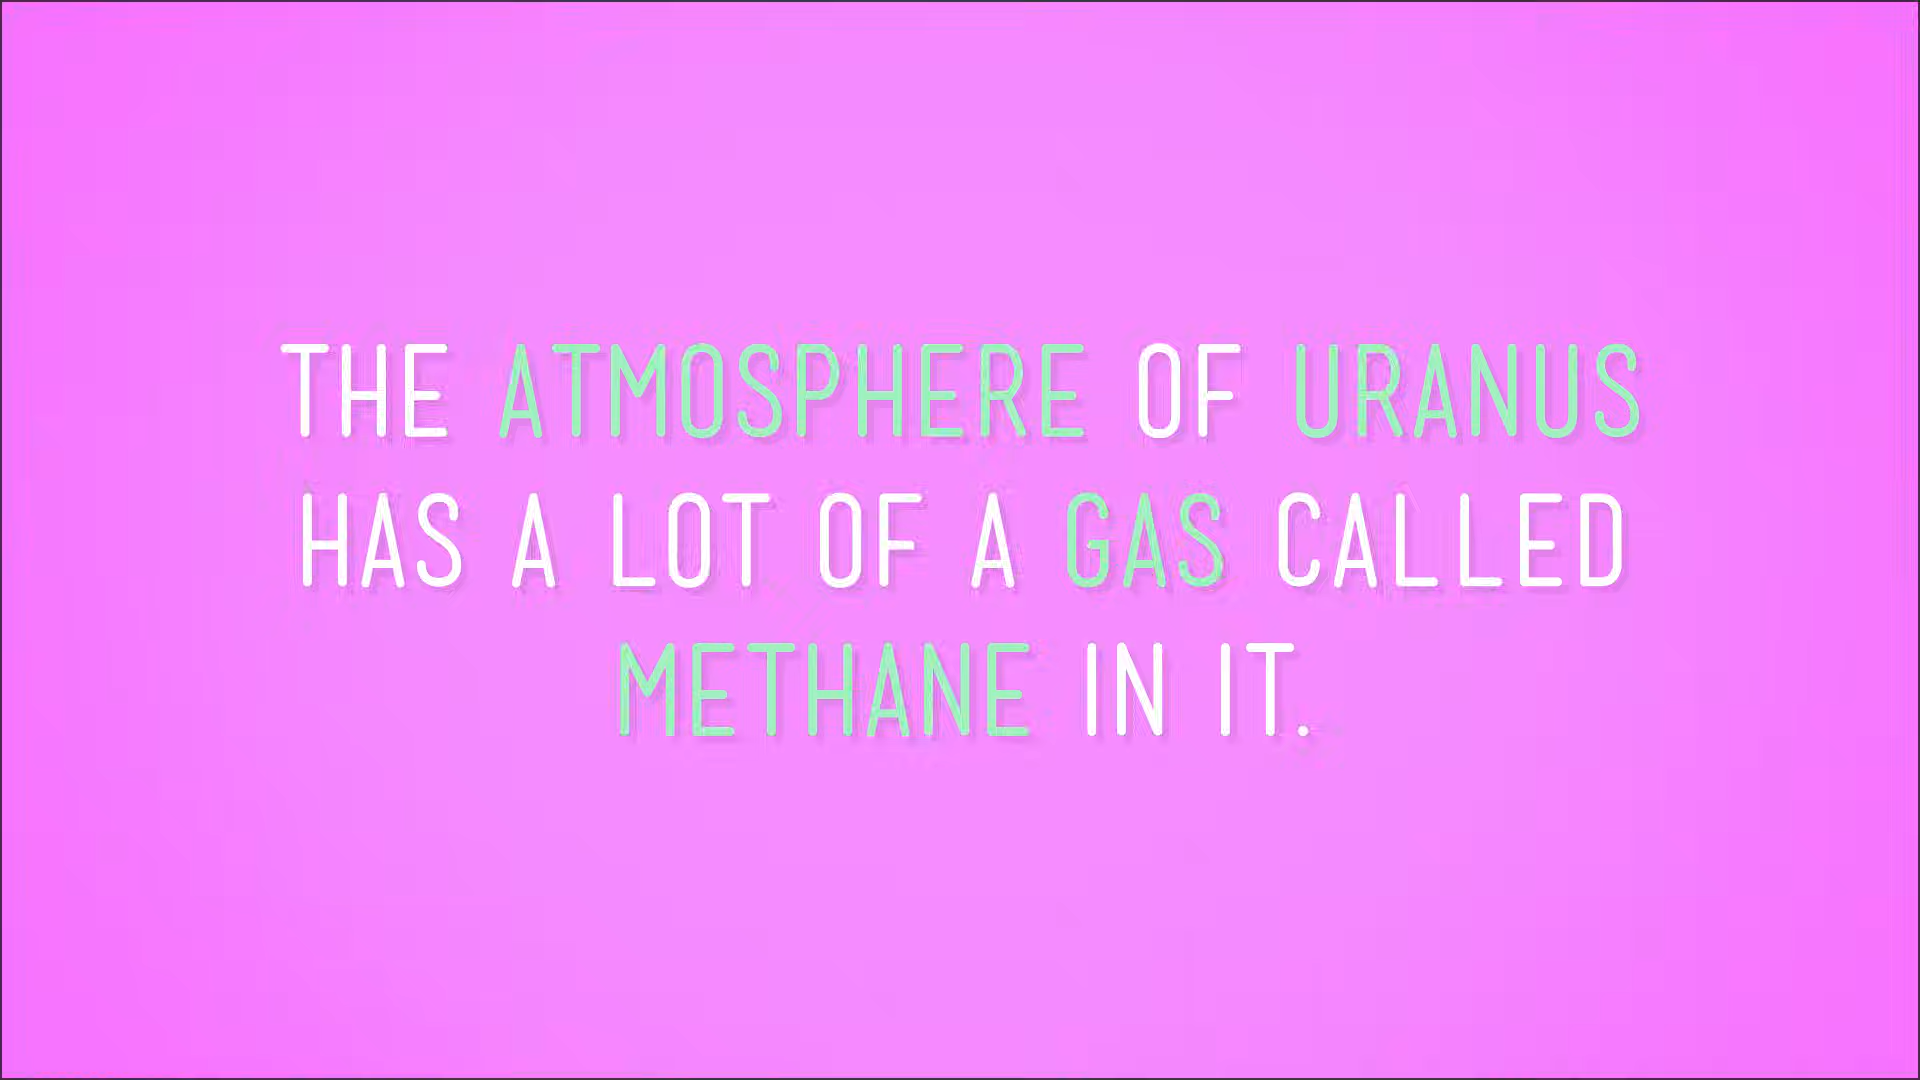 THE ATMOSPHERE OF URANUS
HAS A LOT OF A GAS CALLED
METHANE IN IT.